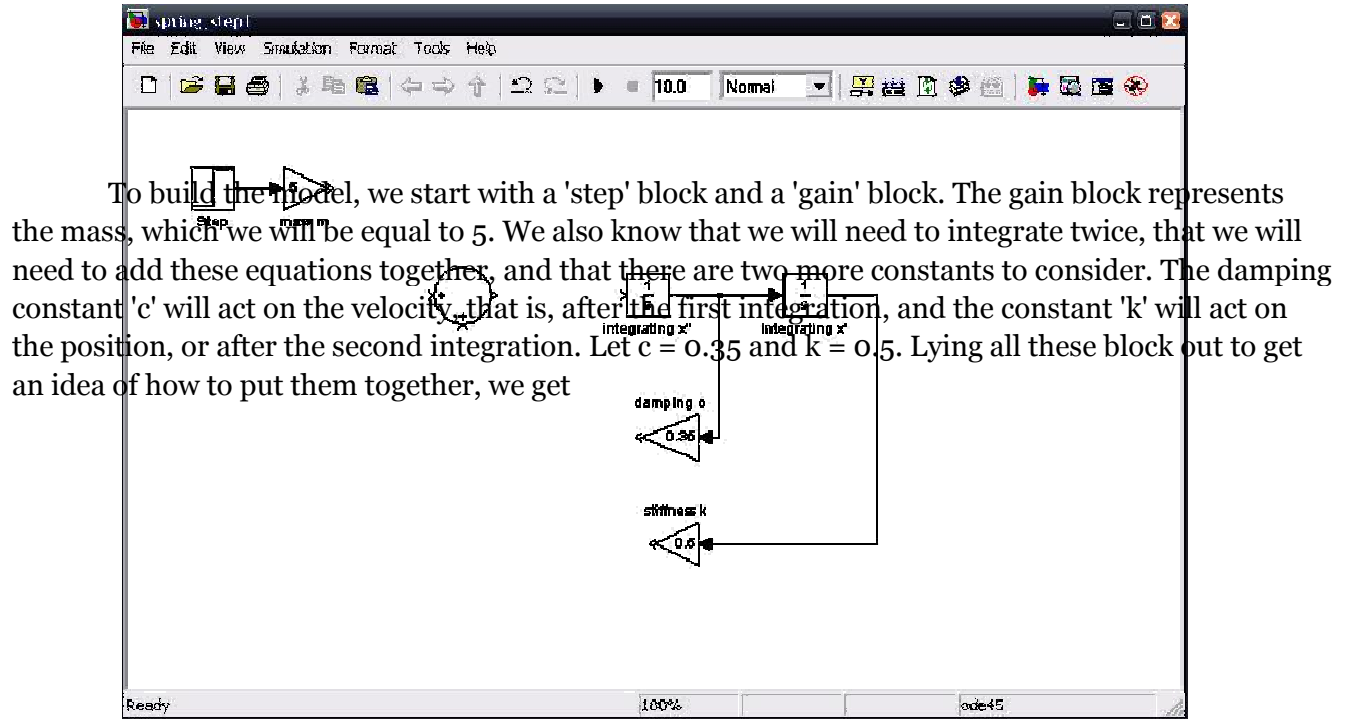 spring_step1
File Edit View Simulation Format Tools Help
10.0 Normal
To build the model, we start with a 'step' block and a 'gain' block. The gain block represents
the mass, which we will be equal to 5. We also know that we will need to integrate twice, that we will
need to add these equations together, and that there are two more constants to consider. The damping
constant 'c' will act on the velocity, that is, after the first integration, and the constant 'k' will act on
the position, or after the second integration. Let c = 0.35 and k = 0.5. Lying all these block out to get
an idea of how to put them together, we get
5
Step mass m
1
s
1
s
integrating x'' integrating x'
damping c
0.35
stiffness k
0.5
Ready 100% ode45